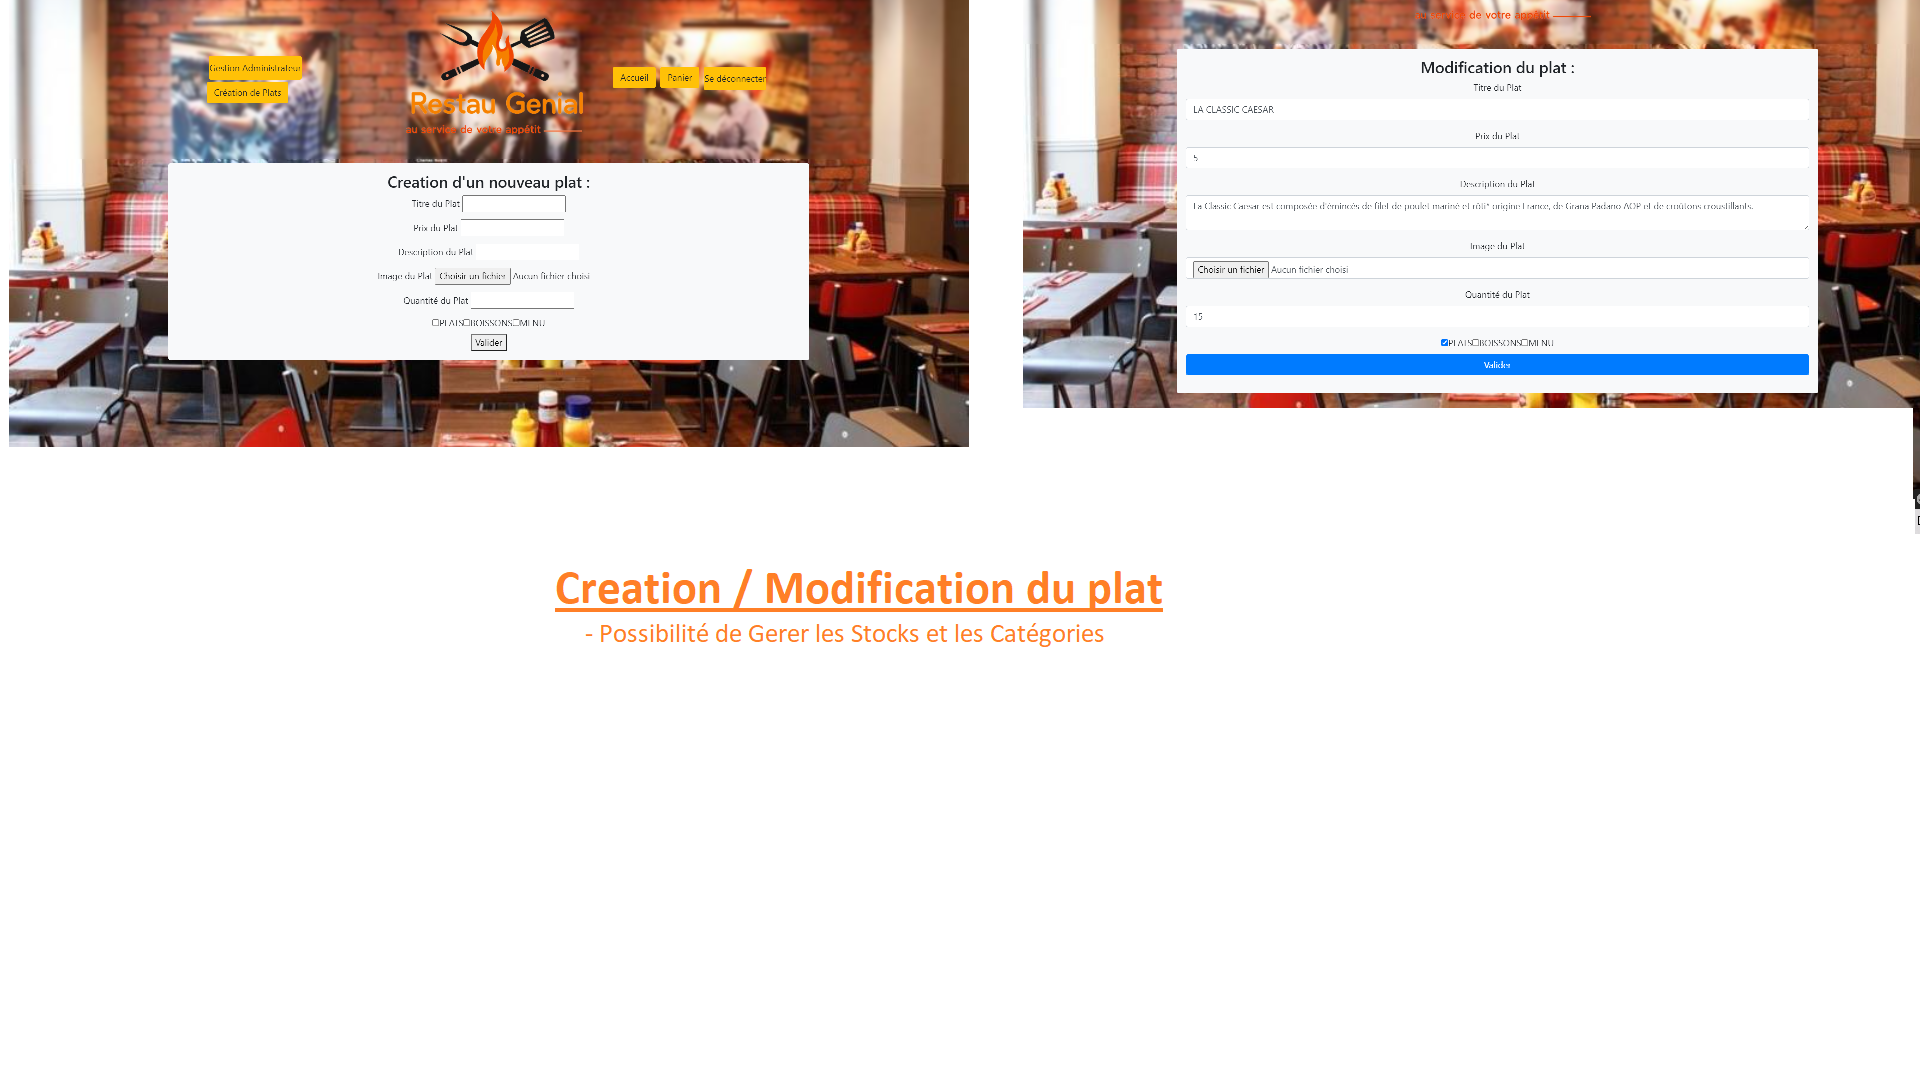 Gestion Administrateur
Création de Plats
Restau Genial
au service de votre appétit
Accueil
Panier
Se déconnecter
Creation d'un nouveau plat :
Titre du Plat
Prix du Plat
Description du Plat
Image du Plat Choisir un fichier Aucun fichier choisi
Quantité du Plat
PLATS BOISSONS MENU
Valider
au service de votre appétit
Modification du plat :
Titre du Plat
LA CLASSIC CAESAR
Prix du Plat
5
Description du Plat
La Classic Caesar est composée d'émincés de filet de poulet mariné et rôti* origine France, de Grana Padano AOP et de croûtons croustillants.
Image du Plat
Choisir un fichier Aucun fichier choisi
Quantité du Plat
15
PLATS BOISSONS MENU
Valider
Creation / Modification du plat
- Possibilité de Gerer les Stocks et les Catégories